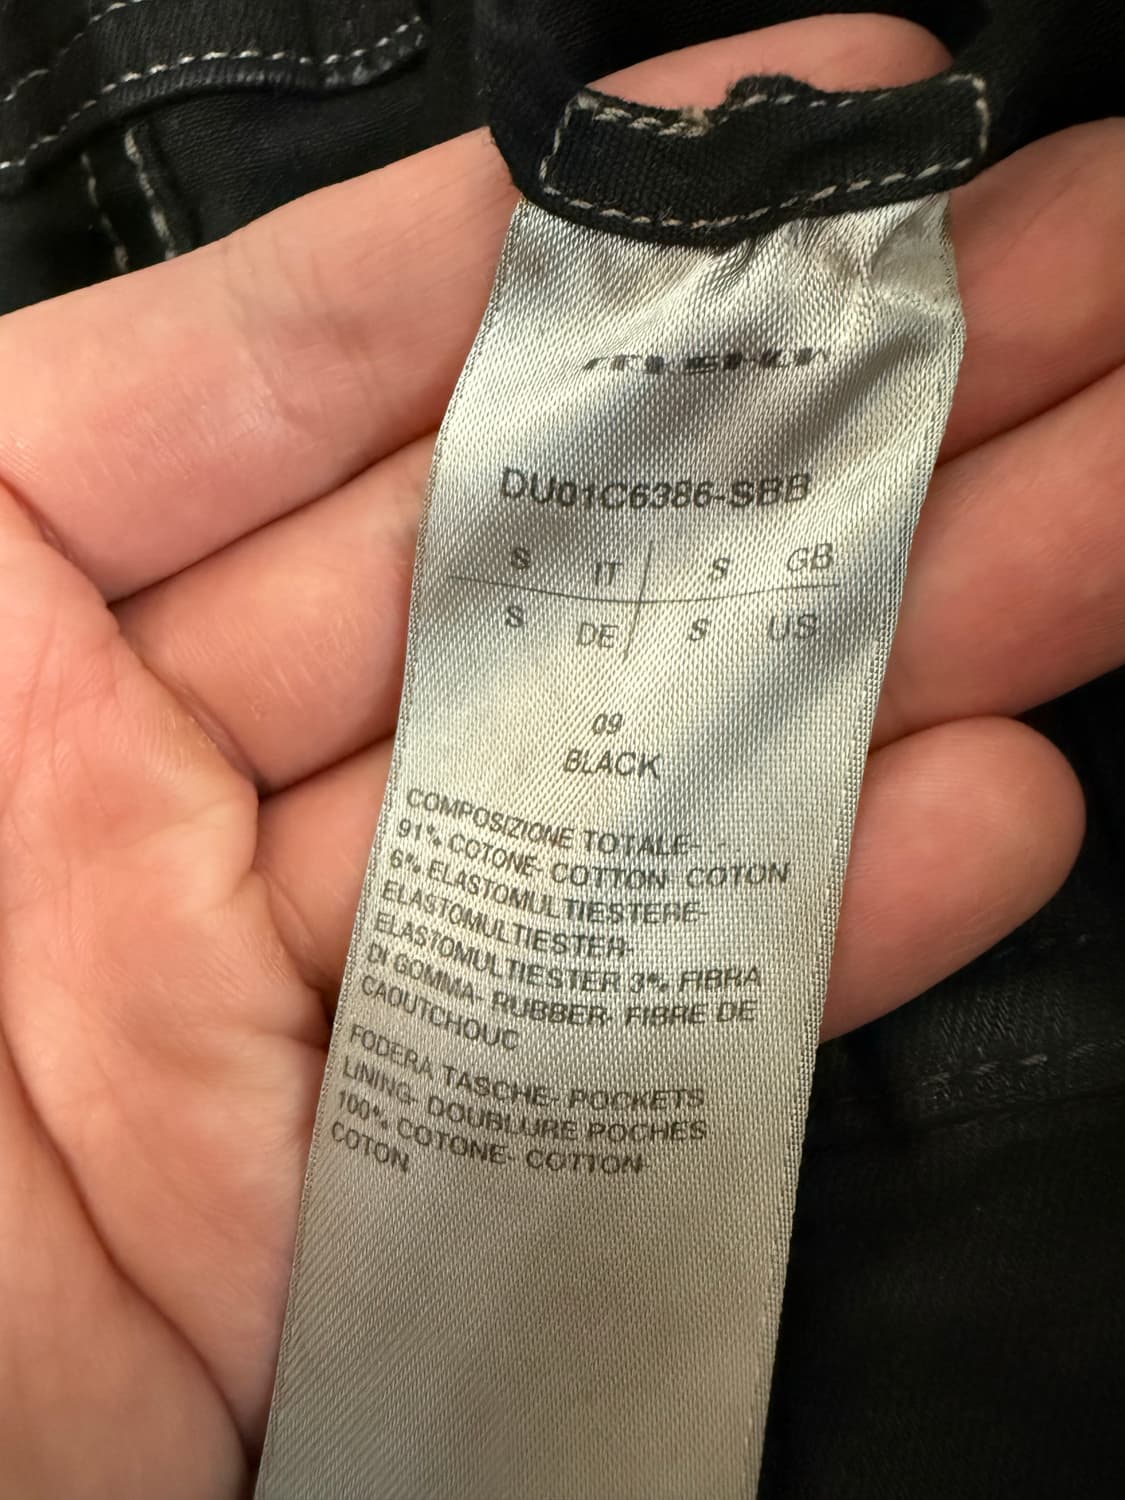 DU01C6386-SBB
S IT S GB
S DE S US
09
BLACK
COMPOSIZIONE TOTALE-
91% COTONE- COTTON COTON
6% ELASTOMULTIESTERE-
ELASTOMULTIESTER-
ELASTOMULTIESTER 3% FIBRA
DI GOMMA- RUBBER- FIBRE DE
CAOUTCHOUC
FODERA TASCHE- POCKETS
LINING- DOUBLURE POCHES
100% COTONE- COTTON-
COTON